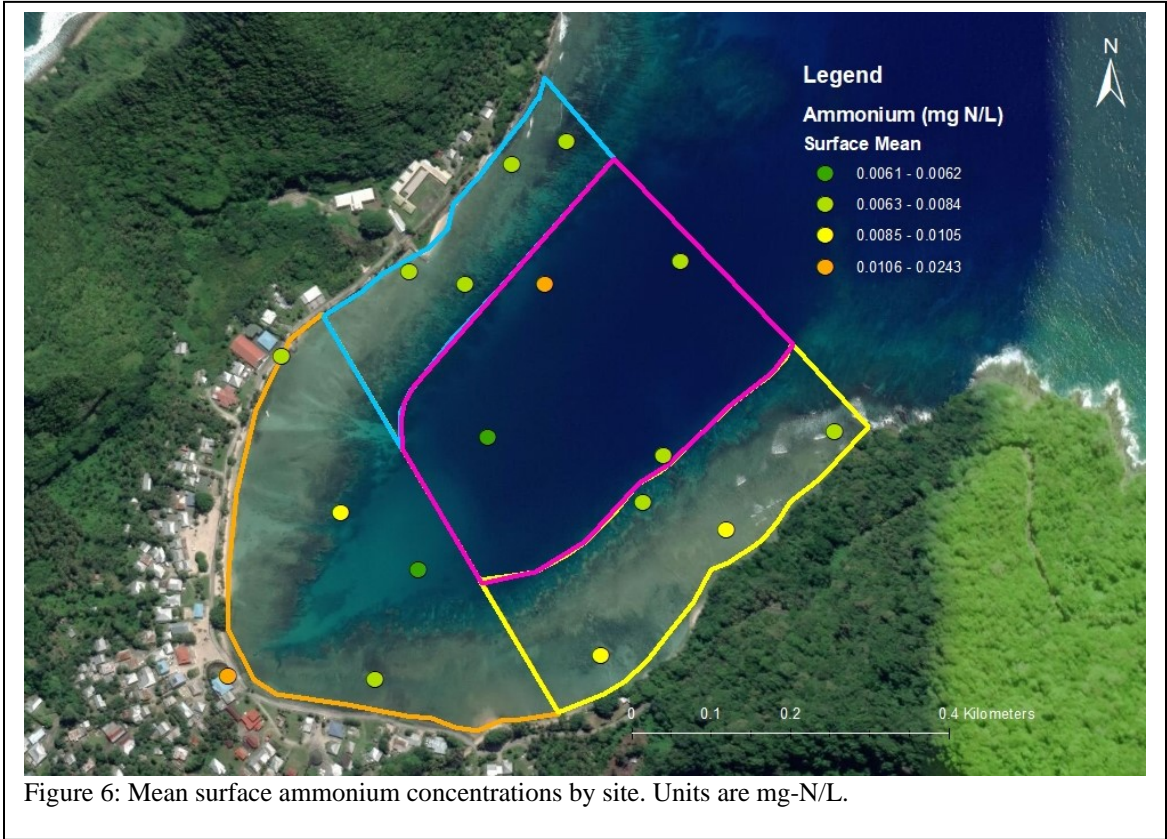 N
Legend
Ammonium (mg N/L)
Surface Mean
0.0061 - 0.0062
0.0063 - 0.0084
0.0085 - 0.0105
0.0106 - 0.0243
0 0.1 0.2 0.4 Kilometers
Figure 6: Mean surface ammonium concentrations by site. Units are mg-N/L.